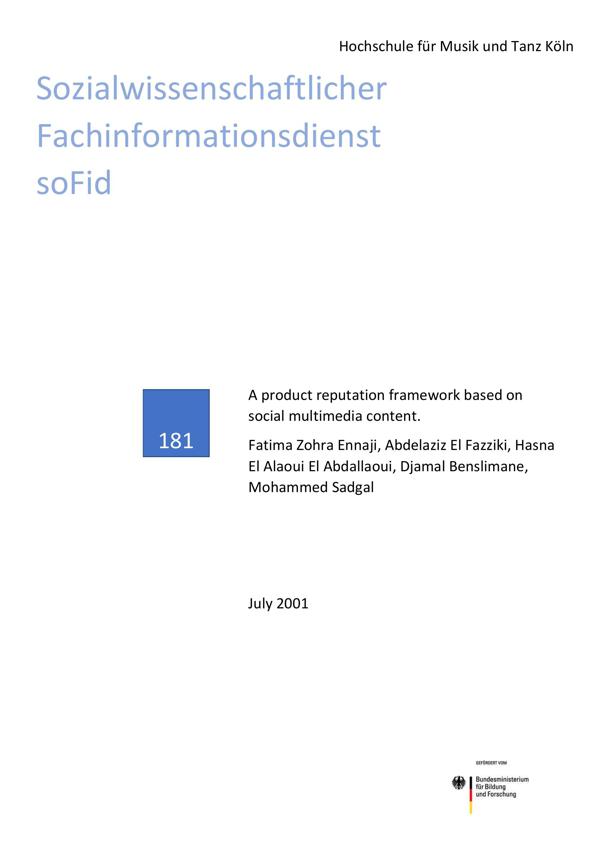 Hochschule für Musik und Tanz Köln
Sozialwissenschaftlicher
Fachinformationsdienst
soFid
181
A product reputation framework based on
social multimedia content.
Fatima Zohra Ennaji, Abdelaziz El Fazziki, Hasna
El Alaoui El Abdallaoui, Djamal Benslimane,
Mohammed Sadgal
July 2001
GEFÖRDERT VOM
Bundesministerium
für Bildung
und Forschung